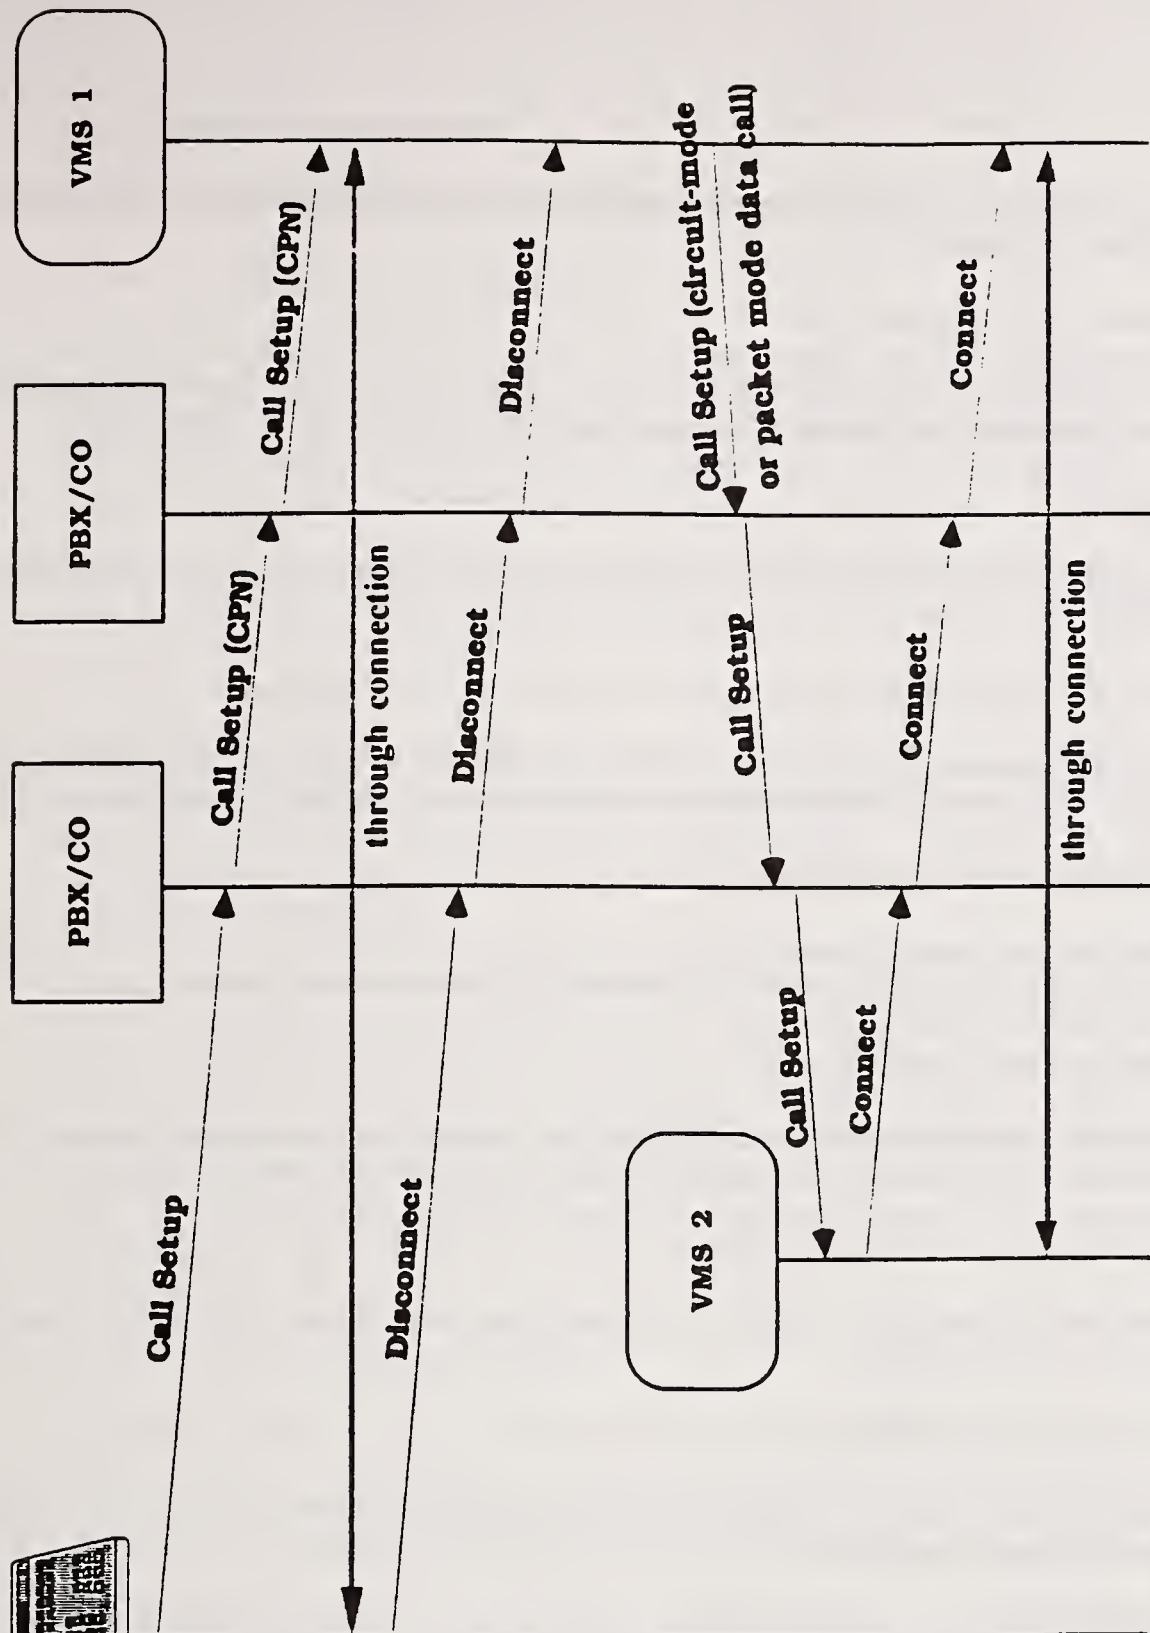 PBX/CO
PBX/CO
VMS 1
Call Setup
Call Setup (CPN)
Call Setup (CPN)
through connection
Disconnect
Disconnect
Disconnect
VMS 2
Call Setup (circuit-mode
or packet mode data call)
Call Setup
Call Setup
Connect
Connect
Connect
through connection